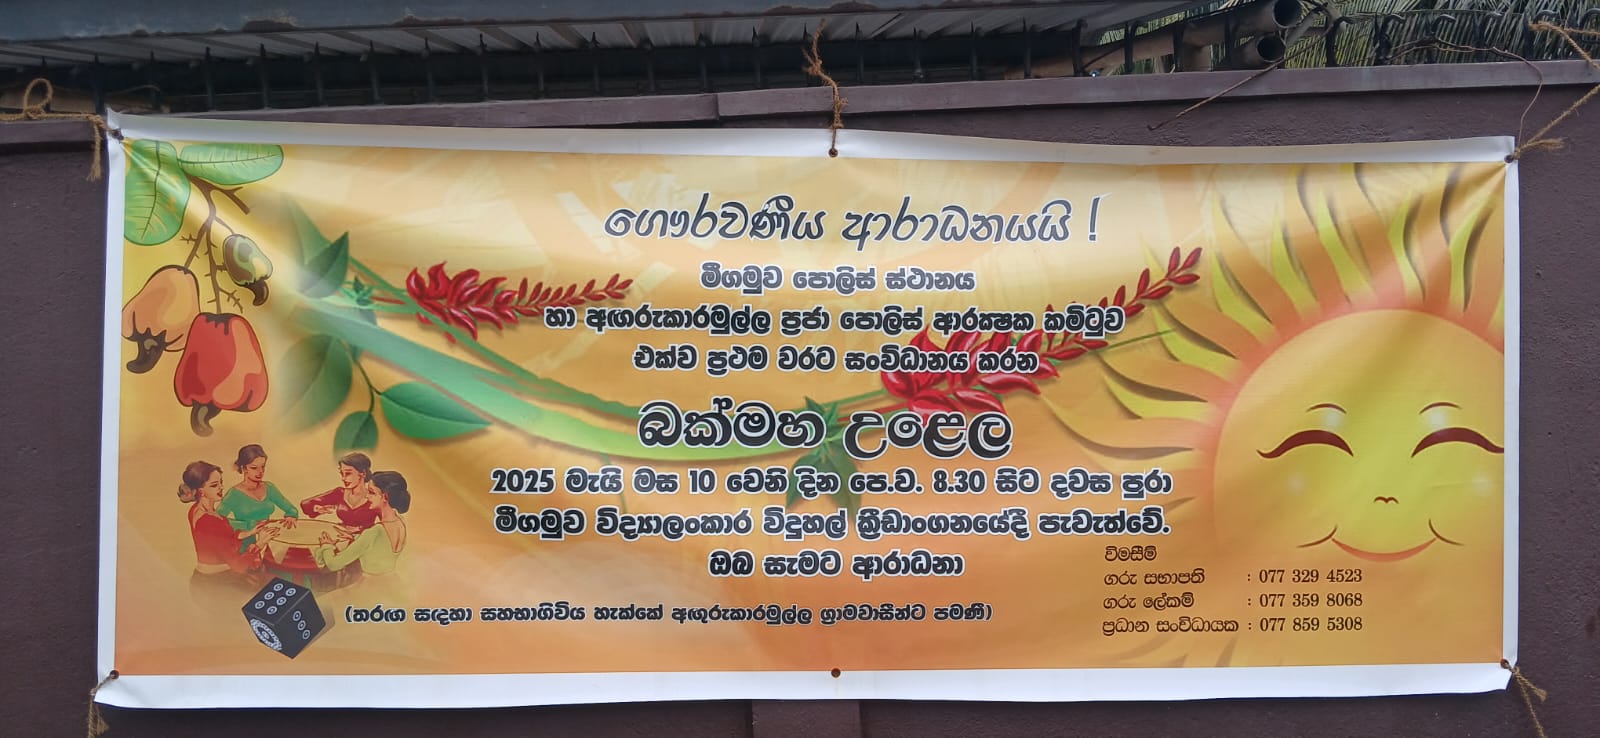 ගෞරවණීය ආරාධනයයි !
මීගමුව පොලිස් ස්ථානය
හා අඟරුකාරමුල්ල ප්‍රජා පොලිස් ආරක්ෂක කමිටුව
එක්ව ප්‍රථම වරට සංවිධානය කරන
බක්මහ උළෙල
2025 මැයි මස 10 වෙනි දින පෙ.ව. 8.30 සිට දවස පුරා
මීගමුව විද්‍යාලංකාර විදුහල් ක්‍රීඩාංගනයේදී පැවැත්වේ.
ඔබ සැමට ආරාධනා
(තරඟ සඳහා සහභාගිවිය හැක්කේ අඟුරුකාරමුල්ල ග්‍රාමවාසීන්ට පමණි)
විමසීම්
ගරු සභාපති : 077 329 4523
ගරු ලේකම් : 077 359 8068
ප්‍රධාන සංවිධායක : 077 859 5308